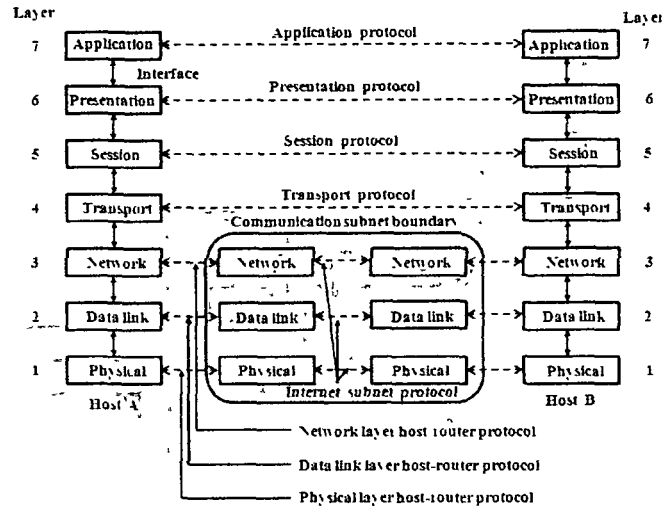 Layer Layer
Application protocol
7 Application Application 7
Interface
Presentation protocol
6 Presentation Presentation 6
Session protocol
5 Session Session 5
Transport protocol
4 Transport Transport 4
Communication subnet boundary
3 Network Network Network Network 3
2 Data link Data link Data link Data link 2
1 Physical Physical Physical Physical 1
Host A Internet subnet protocol Host B
Network layer host-router protocol
Data link layer host-router protocol
Physical layer host-router protocol